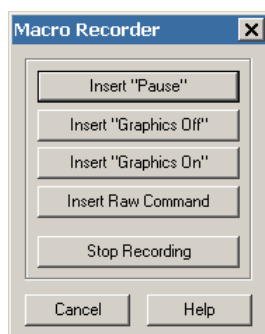 Macro Recorder
Insert "Pause"
Insert "Graphics Off"
Insert "Graphics On"
Insert Raw Command
Stop Recording
Cancel Help